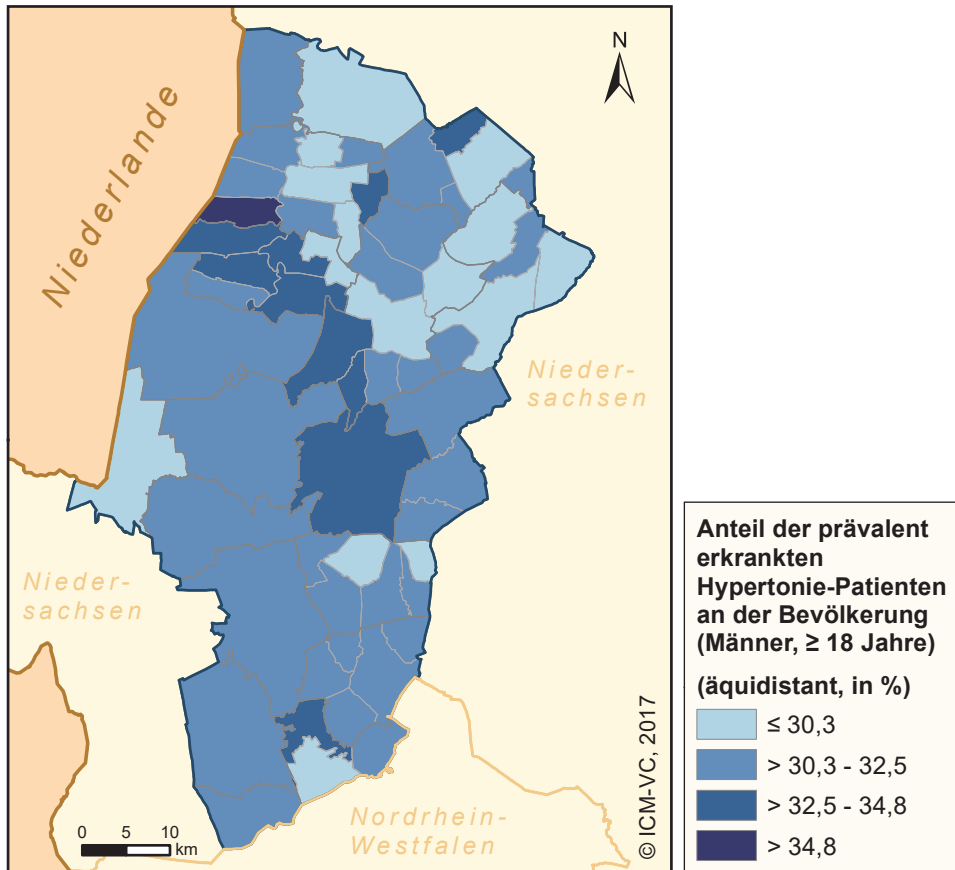 N
Niederlande
Nieder-
sachsen
Nieder-
sachsen
Nordrhein-
Westfalen
0 5 10
km
© ICM-VC, 2017
Anteil der prävalent
erkrankten
Hypertonie-Patienten
an der Bevölkerung
(Männer, ≥ 18 Jahre)
(äquidistant, in %)
≤ 30,3
> 30,3 - 32,5
> 32,5 - 34,8
> 34,8